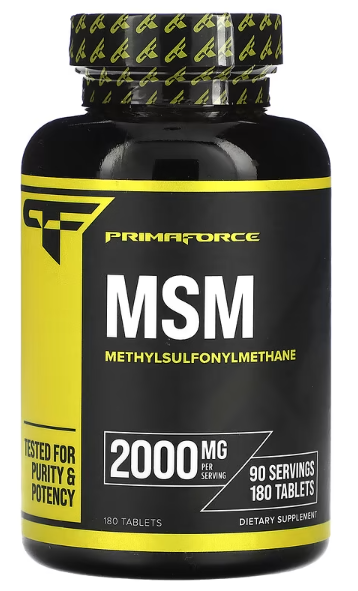 PRIMAFORCE
MSM
METHYLSULFONYLMETHANE
TESTED FOR
PURITY &
POTENCY
2000 MG
PER
SERVING
90 SERVINGS
180 TABLETS
180 TABLETS
DIETARY SUPPLEMENT